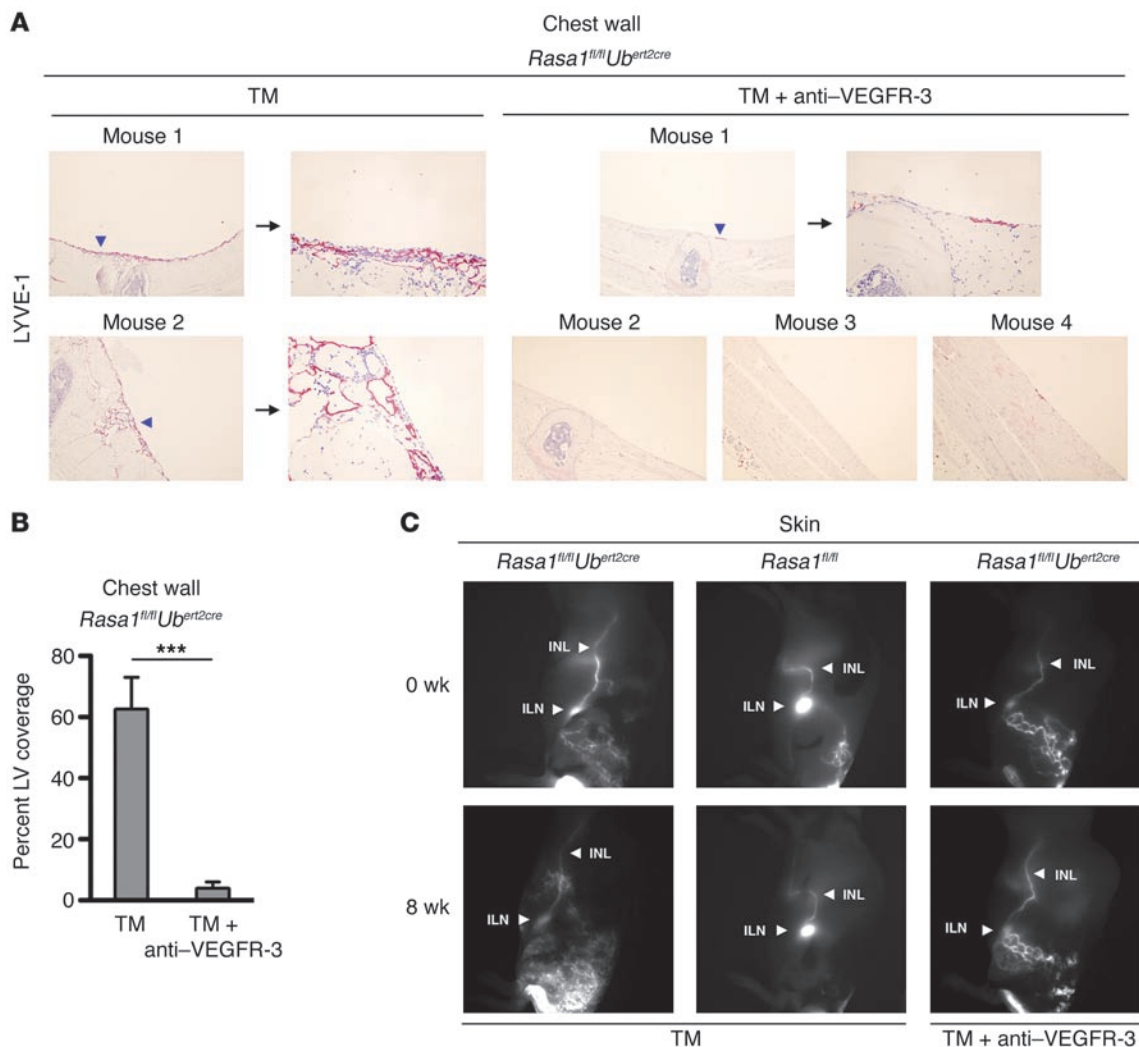 A
Chest wall
Rasa1fl/flUbert2cre
TM
TM + anti–VEGFR-3
Mouse 1
Mouse 1
LYVE-1
Mouse 2
Mouse 2
Mouse 3
Mouse 4
B
Chest wall
Rasa1fl/flUbert2cre
***
80
60
40
20
0
Percent LV coverage
TM
TM +
anti–VEGFR-3
C
Skin
Rasa1fl/flUbert2cre
Rasa1fl/fl
Rasa1fl/flUbert2cre
0 wk
INL
ILN
INL
ILN
INL
ILN
8 wk
INL
ILN
INL
ILN
INL
ILN
TM
TM + anti–VEGFR-3